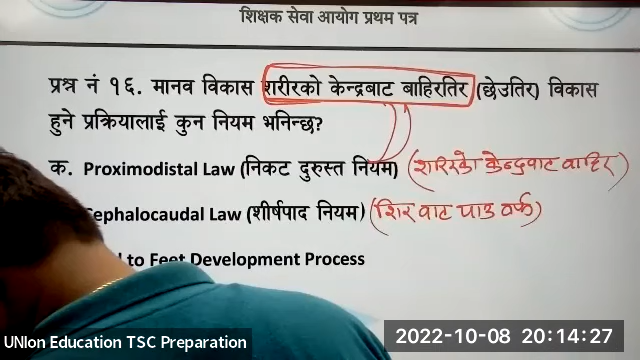 शिक्षक सेवा आयोग प्रथम पत्र
प्रश्न नं १६. मानव विकास शरीरको केन्द्रबाट बाहिरतिर (छेउतिर) विकास
हुने प्रक्रियालाई कुन नियम भनिन्छ?
क. Proximodistal Law (निकट दुरुस्त नियम) (शरिरको केन्द्रबाट बाहिर)
Cephalocaudal Law (शीर्षपाद नियम) (शिर बाट पाउ तर्फ)
to Feet Development Process
UNIon Education TSC Preparation
2022-10-08 20:14:27